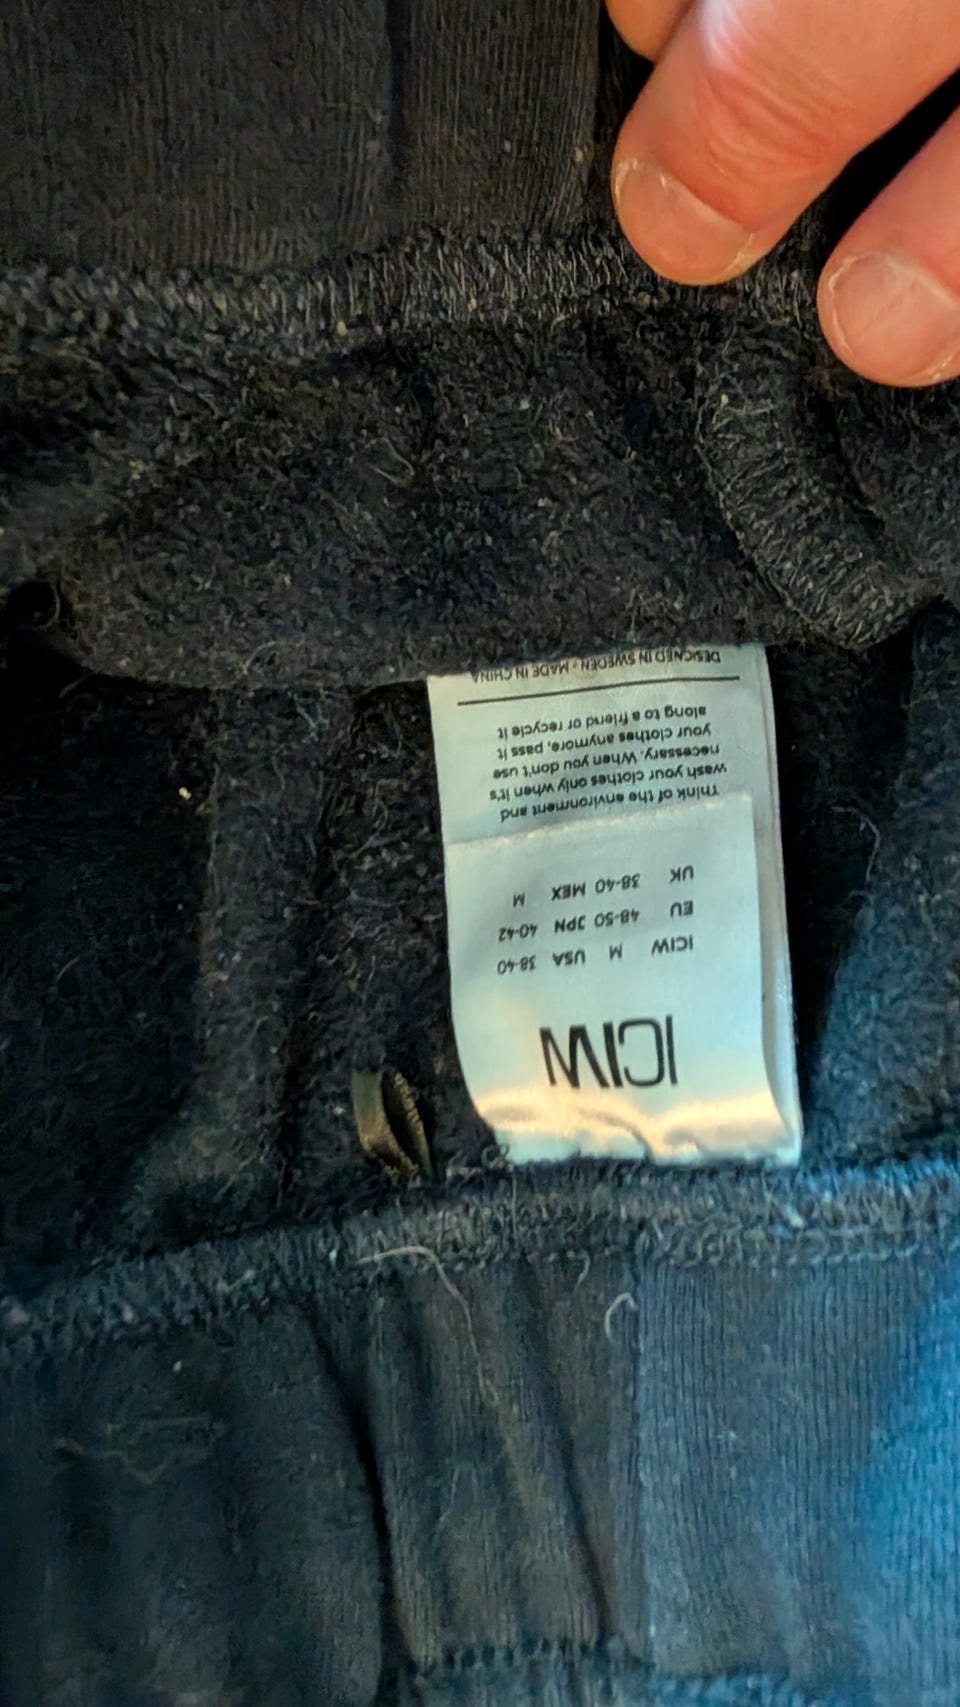 ICIW
ICIW M USA 38-40
EU 48-50 JPN 40-42
UK 38-40 MEX M
Think of the environment and
wash your clothes only when it's
necessary. When you don't use
your clothes anymore, pass it
along to a friend or recycle it
DESIGNED IN SWEDEN - MADE IN CHINA